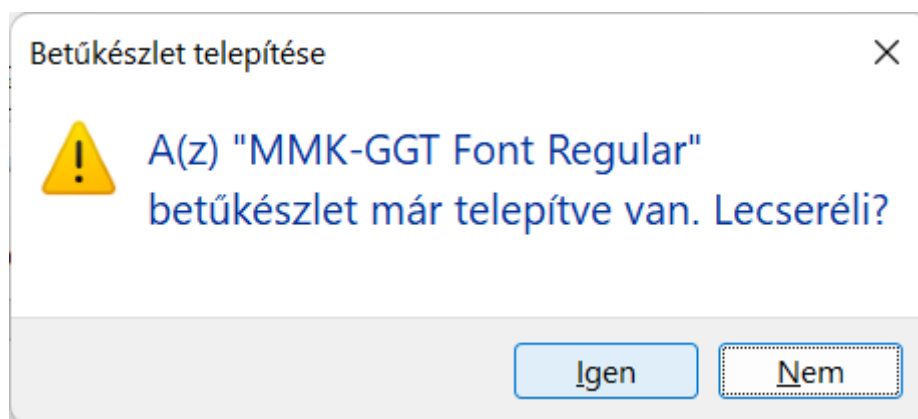 Betűkészlet telepítése
A(z) "MMK-GGT Font Regular"
betűkészlet már telepítve van. Lecseréli?
Igen
Nem